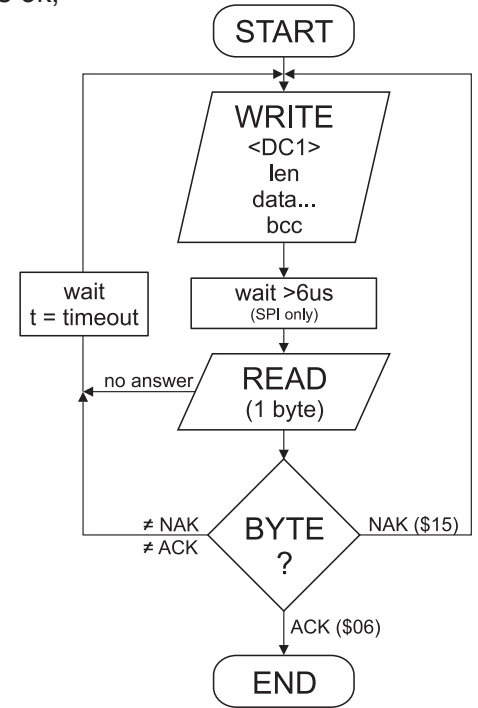 START
WRITE
<DC1>
len
data...
bcc
wait
t = timeout
wait >6us
(SPI only)
no answer
READ
(1 byte)
≠ NAK
≠ ACK
BYTE
?
NAK ($15)
ACK ($06)
END